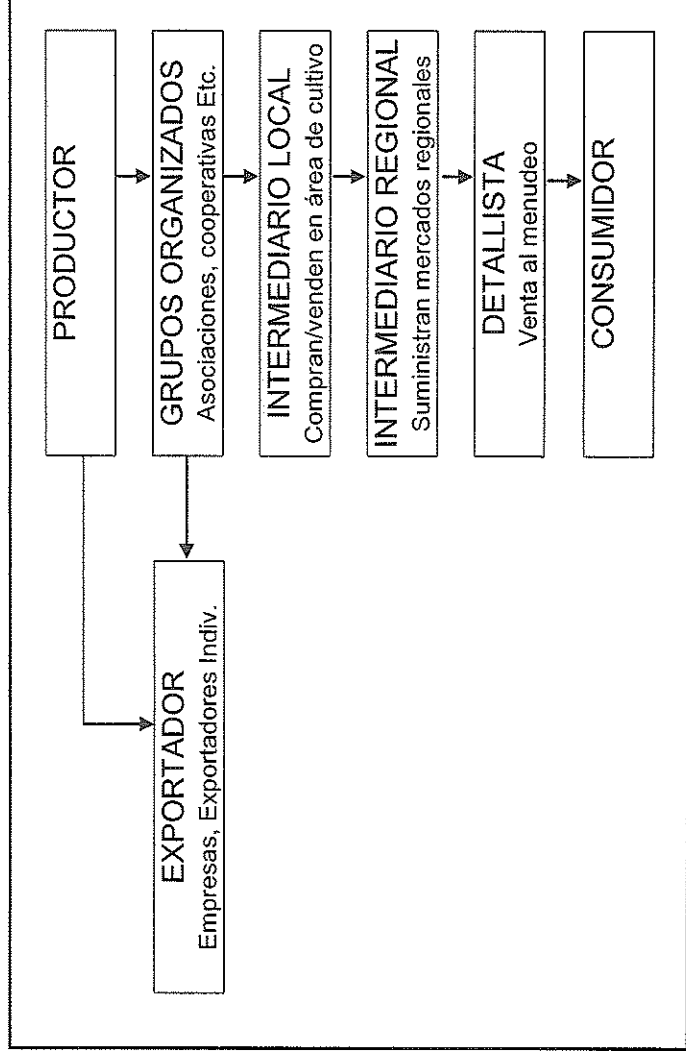 PRODUCTOR
GRUPOS ORGANIZADOS
Asociaciones, cooperativas Etc.
EXPORTADOR
Empresas, Exportadores Indiv.
INTERMEDIARIO LOCAL
Compran/venden en área de cultivo
INTERMEDIARIO REGIONAL
Suministran mercados regionales
DETALLISTA
Venta al menudeo
CONSUMIDOR